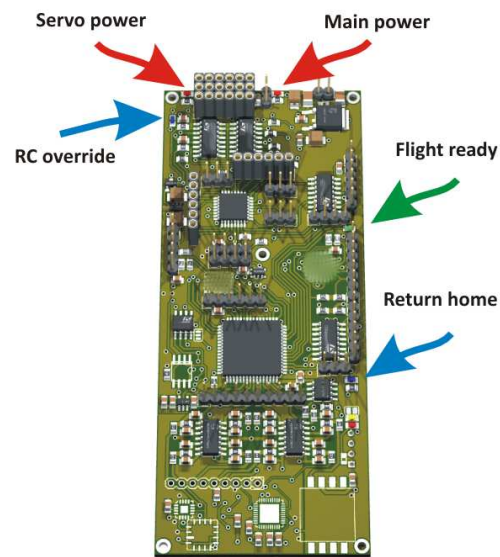 Servo power
Main power
RC override
Flight ready
Return home